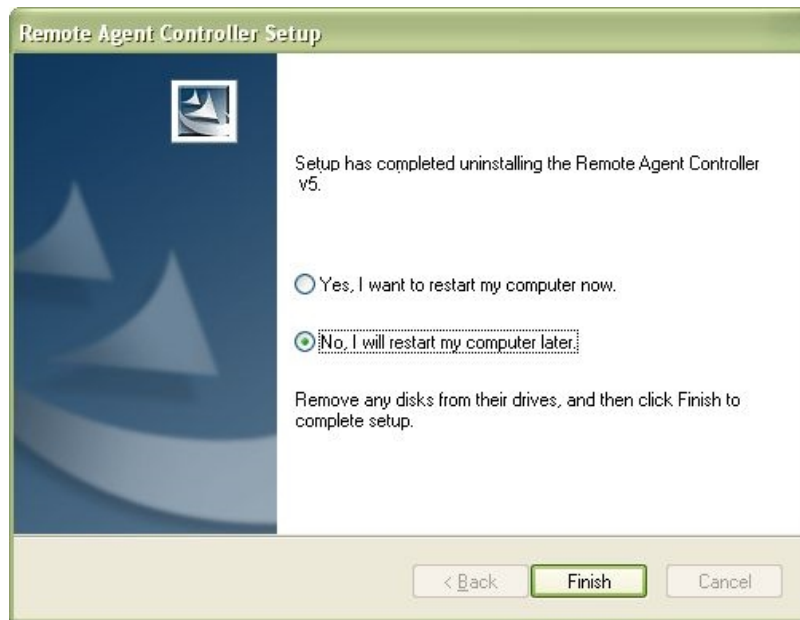 Remote Agent Controller Setup
Setup has completed uninstalling the Remote Agent Controller
v5.
Yes, I want to restart my computer now.
No, I will restart my computer later.
Remove any disks from their drives, and then click Finish to
complete setup.
< Back
Finish
Cancel